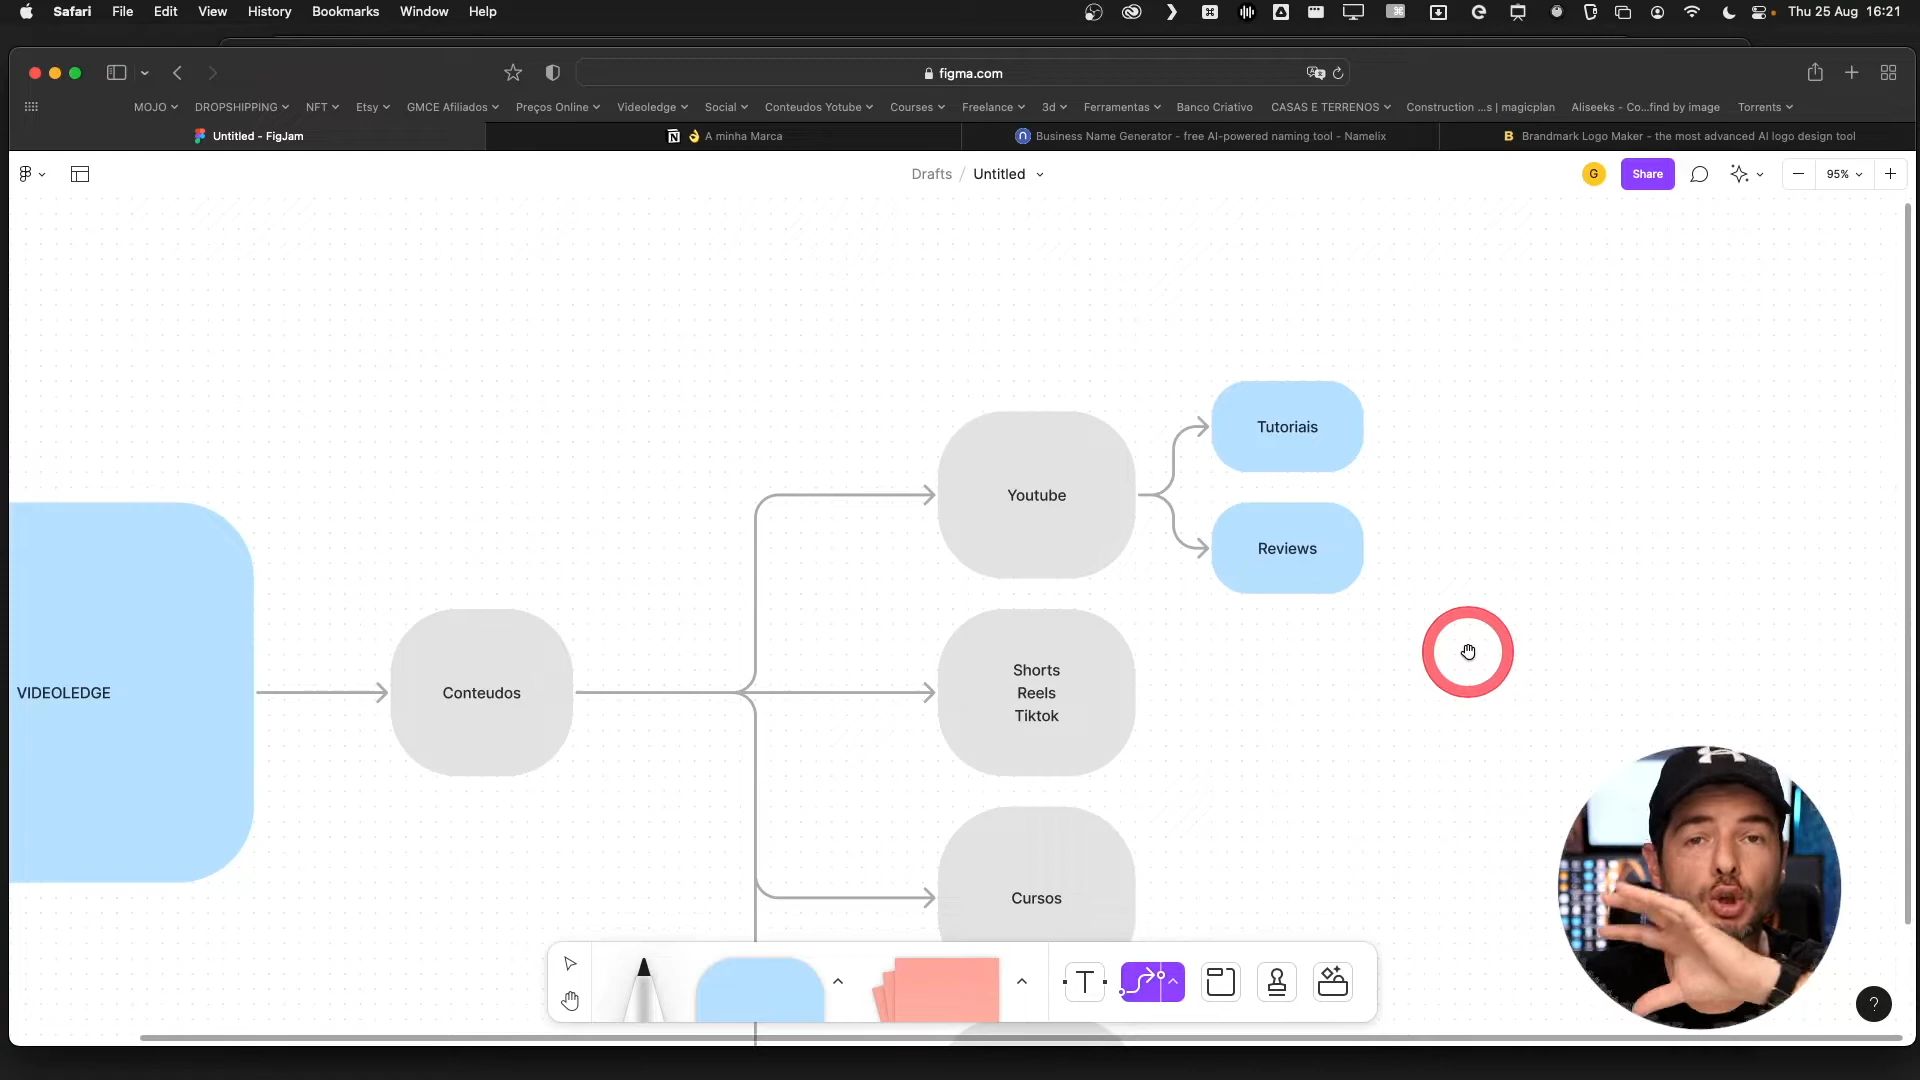 Safari File Edit View History Bookmarks Window Help Thu 25 Aug 16:21
figma.com
MOJO DROPSHIPPING NFT Etsy GMCE Afiliados Preços Online Videoledge Social Conteudos Yotube Courses Freelance 3d Ferramentas Banco Criativo CASAS E TERRENOS Construction ...s | magicplan Aliseeks - Co...find by image Torrents
Untitled - FigJam
👌 A minha Marca
Business Name Generator - free AI-powered naming tool - Namelix
B Brandmark Logo Maker - the most advanced AI logo design tool
Drafts / Untitled
G Share 95%
Tutoriais
Youtube
Reviews
VIDEOLEDGE
Conteudos
Shorts
Reels
Tiktok
Cursos
T
?